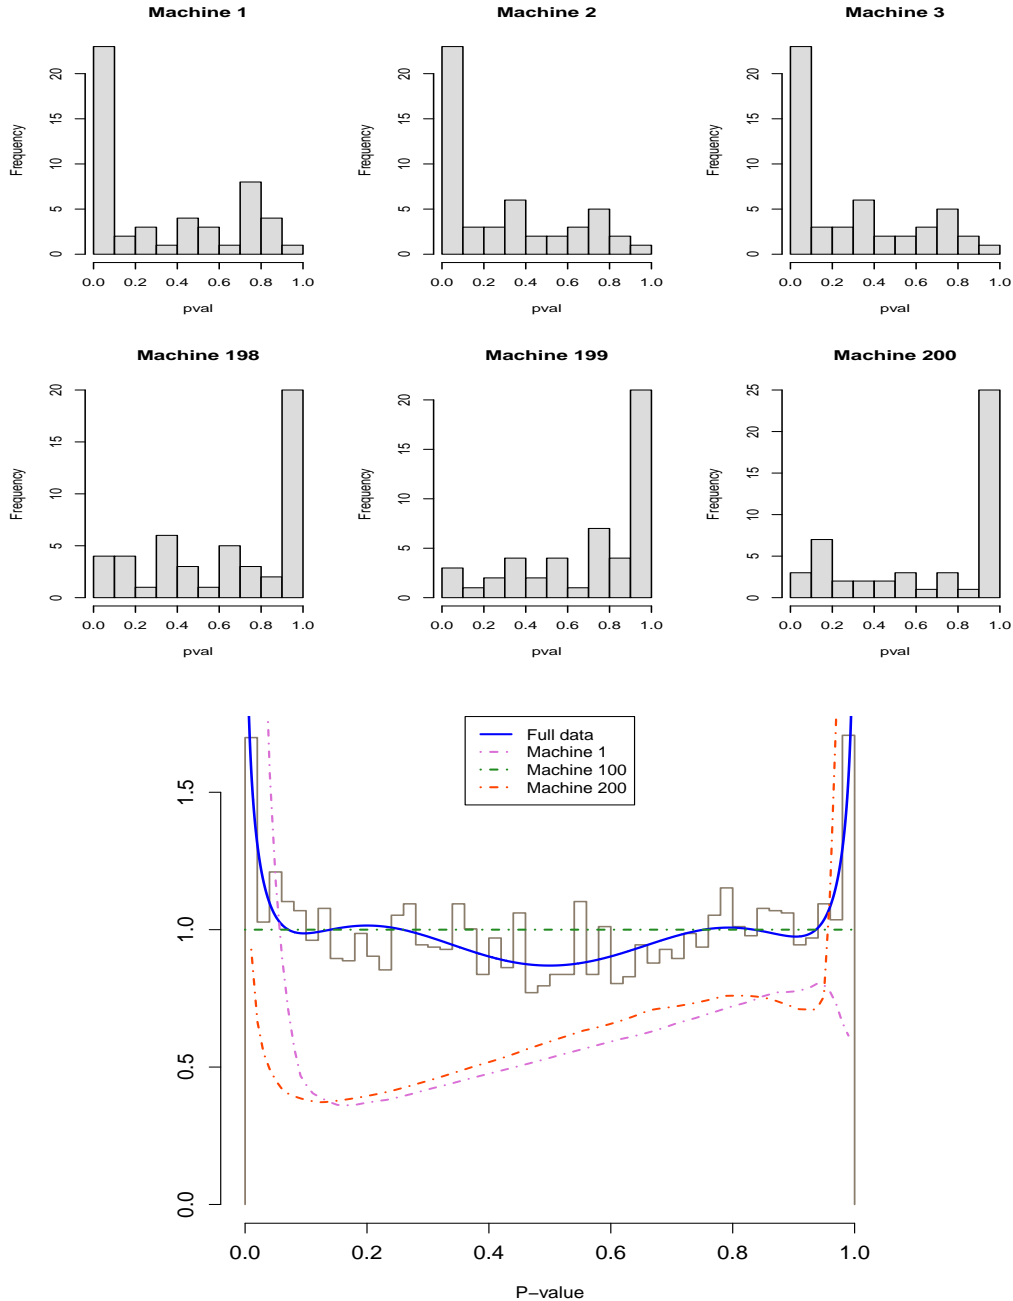 Machine 1
Machine 2
Machine 3
Frequency
0 5 10 15 20
0.0 0.2 0.4 0.6 0.8 1.0
pval
Frequency
0 5 10 15 20
0.0 0.2 0.4 0.6 0.8 1.0
pval
Frequency
0 5 10 15 20
0.0 0.2 0.4 0.6 0.8 1.0
pval
Machine 198
Machine 199
Machine 200
Frequency
0 5 10 15 20
0.0 0.2 0.4 0.6 0.8 1.0
pval
Frequency
0 5 10 15 20
0.0 0.2 0.4 0.6 0.8 1.0
pval
Frequency
0 5 10 15 20 25
0.0 0.2 0.4 0.6 0.8 1.0
pval
Full data
Machine 1
Machine 100
Machine 200
0.0 0.5 1.0 1.5
0.0 0.2 0.4 0.6 0.8 1.0
P−value